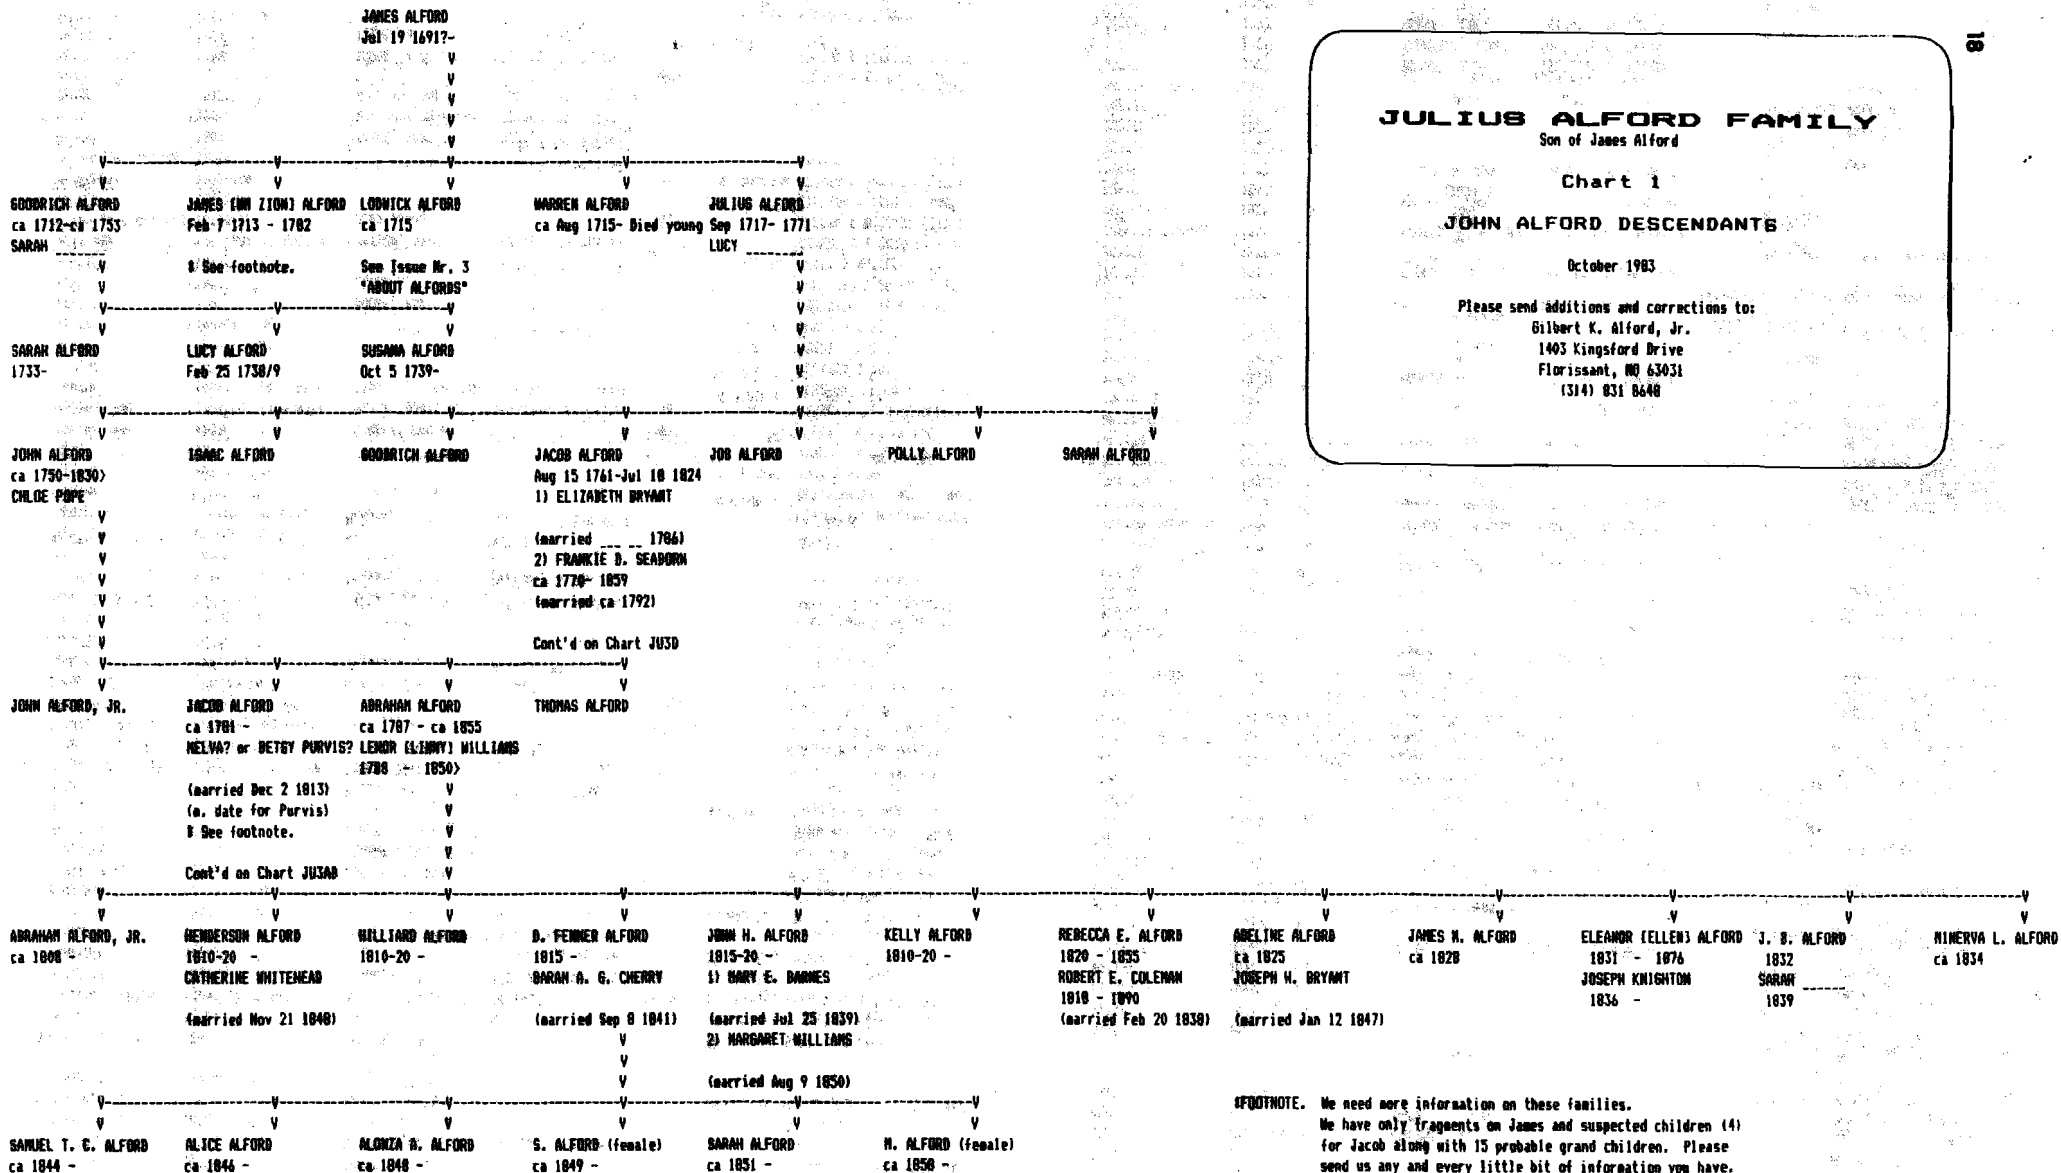 JAMES ALFORD
Jul 19 1691?-
18
JULIUS ALFORD FAMILY
Son of James Alford
Chart 1
JOHN ALFORD DESCENDANTS
October 1983
Please send additions and corrections to:
Gilbert K. Alford, Jr.
1403 Kingsford Drive
Florissant, MO 63031
(314) 831 8648
GOODRICH ALFORD JAMES [WM ZION] ALFORD LODWICK ALFORD WARREN ALFORD JULIUS ALFORD
ca 1712-ca 1753 Feb 7 1713 - 1782 ca 1715 ca Aug 1715- Died young Sep 1717- 1771
SARAH ______ LUCY ______
* See footnote. See Issue Nr. 3
"ABOUT ALFORDS"
SARAH ALFORD LUCY ALFORD SUSANA ALFORD
1733- Feb 25 1738/9 Oct 5 1739-
JOHN ALFORD ISAAC ALFORD GOODRICH ALFORD JACOB ALFORD JOB ALFORD POLLY ALFORD SARAH ALFORD
ca 1750-1830> Aug 15 1761-Jul 18 1824
CHLOE POPE 1) ELIZABETH BRYANT
(married ___ __ 1786)
2) FRANKIE B. SEABORN
ca 1770- 1859
(married ca 1792)
Cont'd on Chart JU3D
JOHN ALFORD, JR. JACOB ALFORD ABRAHAM ALFORD THOMAS ALFORD
ca 1781 - ca 1787 - ca 1855
MELVA? or BETSY PURVIS? LENOR [LINNY] WILLIAMS
1788 - 1850>
(married Dec 2 1813)
(m. date for Purvis)
* See footnote.
Cont'd on Chart JU3AB
ABRAHAM ALFORD, JR. HENDERSON ALFORD WILLIARD ALFORD D. FENNER ALFORD JOHN H. ALFORD KELLY ALFORD REBECCA E. ALFORD ADELINE ALFORD JAMES M. ALFORD ELEANOR [ELLEN] ALFORD J. B. ALFORD MINERVA L. ALFORD
ca 1808 - 1810-20 - 1810-20 - 1815 - 1815-20 - 1810-20 - 1820 - 1855 ca 1825 ca 1828 1831 - 1876 1832 ca 1834
CATHERINE WHITEHEAD SARAH A. G. CHERRY 1) MARY E. BARNES ROBERT E. COLEMAN JOSEPH W. BRYANT JOSEPH KNIGHTON SARAH ______
1818 - 1890 1836 - 1839
(married Nov 21 1848) (married Sep 8 1841) (married Jul 25 1839) (married Feb 20 1838) (married Jan 12 1847)
2) MARGARET WILLIAMS
(married Aug 9 1850)
SAMUEL T. C. ALFORD ALICE ALFORD ALONZA A. ALFORD S. ALFORD (female) SARAH ALFORD M. ALFORD (female)
ca 1844 - ca 1846 - ca 1848 - ca 1849 - ca 1851 - ca 1858 -
*FOOTNOTE. We need more information on these families.
We have only fragments on James and suspected children (4)
for Jacob along with 15 probable grand children. Please
send us any and every little bit of information you have.